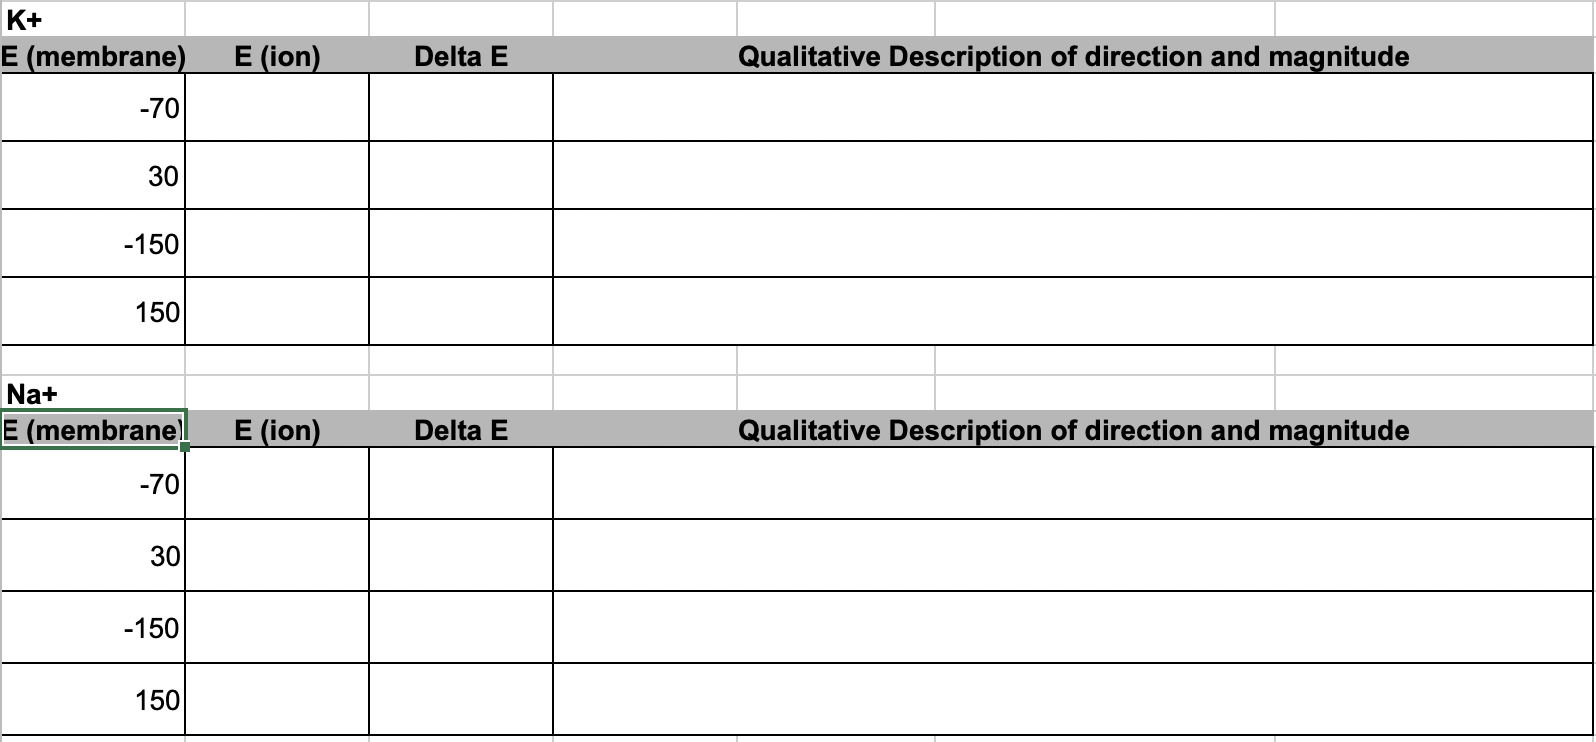 K+
E (membrane) E (ion) Delta E Qualitative Description of direction and magnitude
-70
30
-150
150
Na+
E (membrane) E (ion) Delta E Qualitative Description of direction and magnitude
-70
30
-150
150